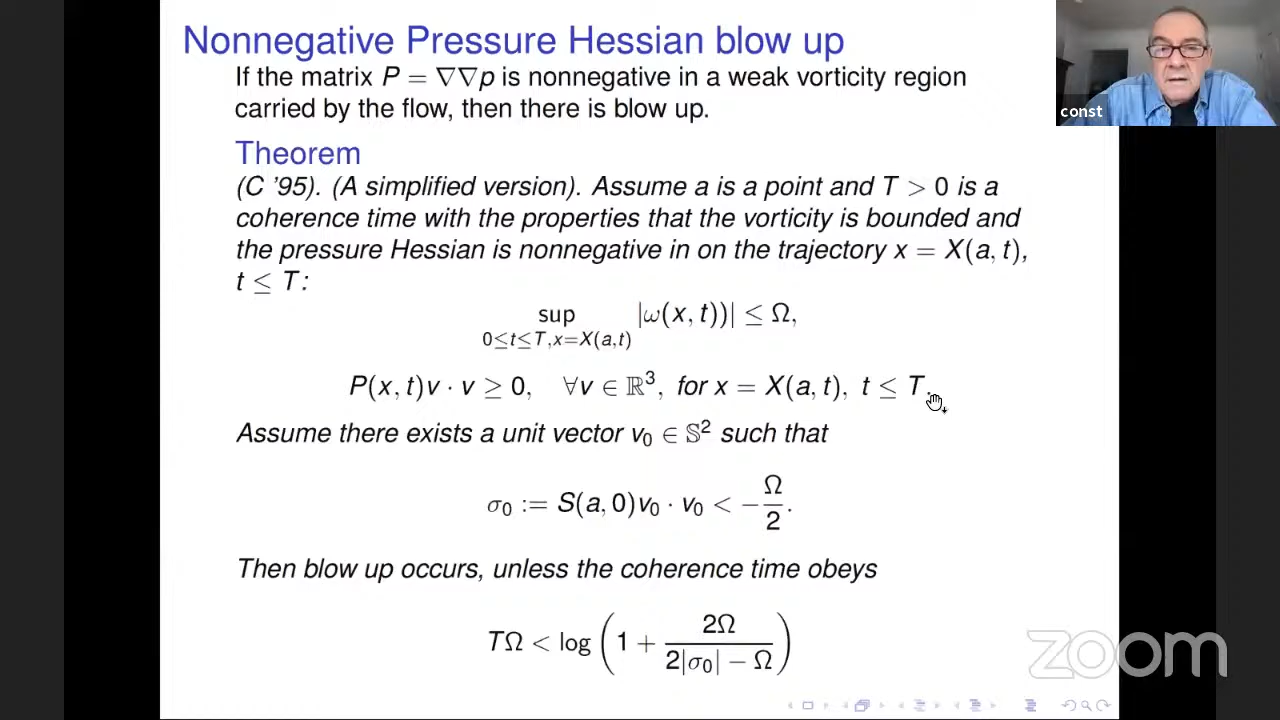 Nonnegative Pressure Hessian blow up
If the matrix P = ∇∇p is nonnegative in a weak vorticity region
carried by the flow, then there is blow up.
const
Theorem
(C '95). (A simplified version). Assume a is a point and T > 0 is a
coherence time with the properties that the vorticity is bounded and
the pressure Hessian is nonnegative in on the trajectory x = X(a, t),
t ≤ T:
sup |ω(x, t))| ≤ Ω,
0≤t≤T,x=X(a,t)
P(x, t)v · v ≥ 0, ∀v ∈ ℝ³, for x = X(a, t), t ≤ T.
Assume there exists a unit vector v₀ ∈ 𝕊² such that
σ₀ := S(a, 0)v₀ · v₀ < −Ω/2.
Then blow up occurs, unless the coherence time obeys
TΩ < log (1 + 2Ω/(2|σ₀| − Ω))
zoom